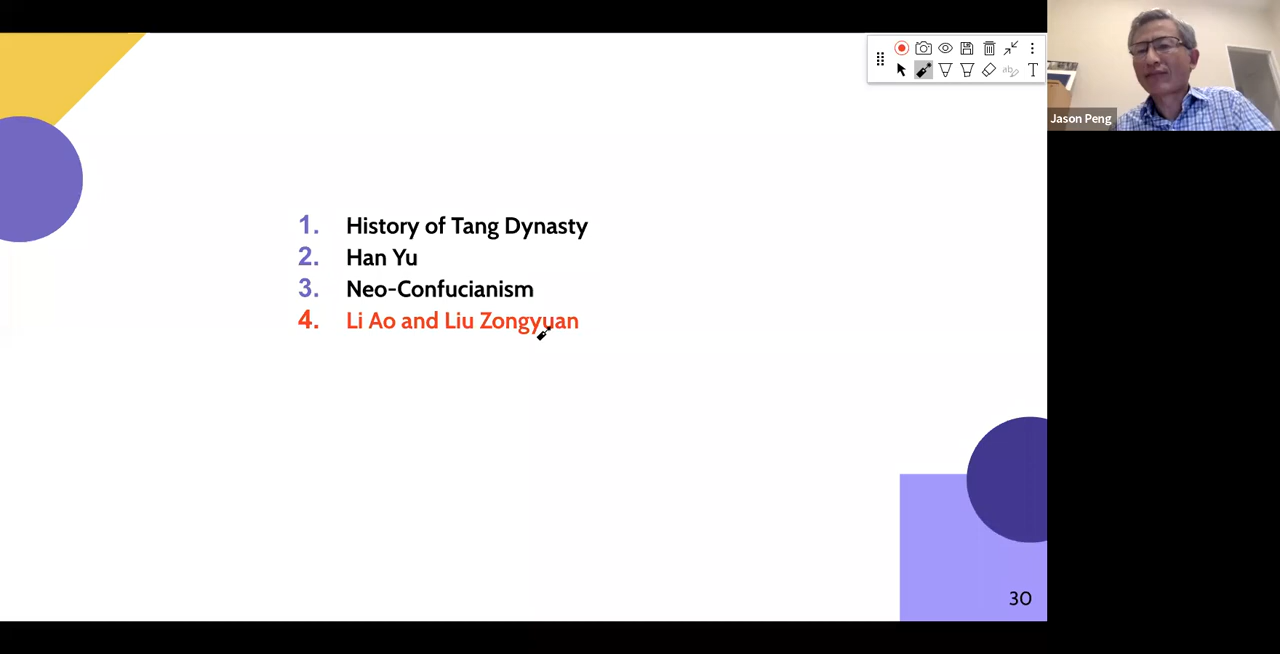 1. History of Tang Dynasty
2. Han Yu
3. Neo-Confucianism
4. Li Ao and Liu Zongyuan
30
T
Jason Peng